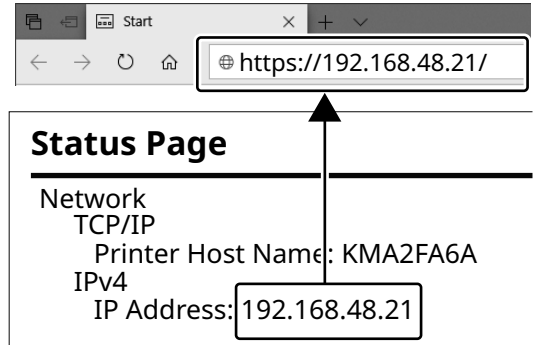 Start
https://192.168.48.21/
Status Page
Network
TCP/IP
Printer Host Name: KMA2FA6A
IPv4
IP Address: 192.168.48.21